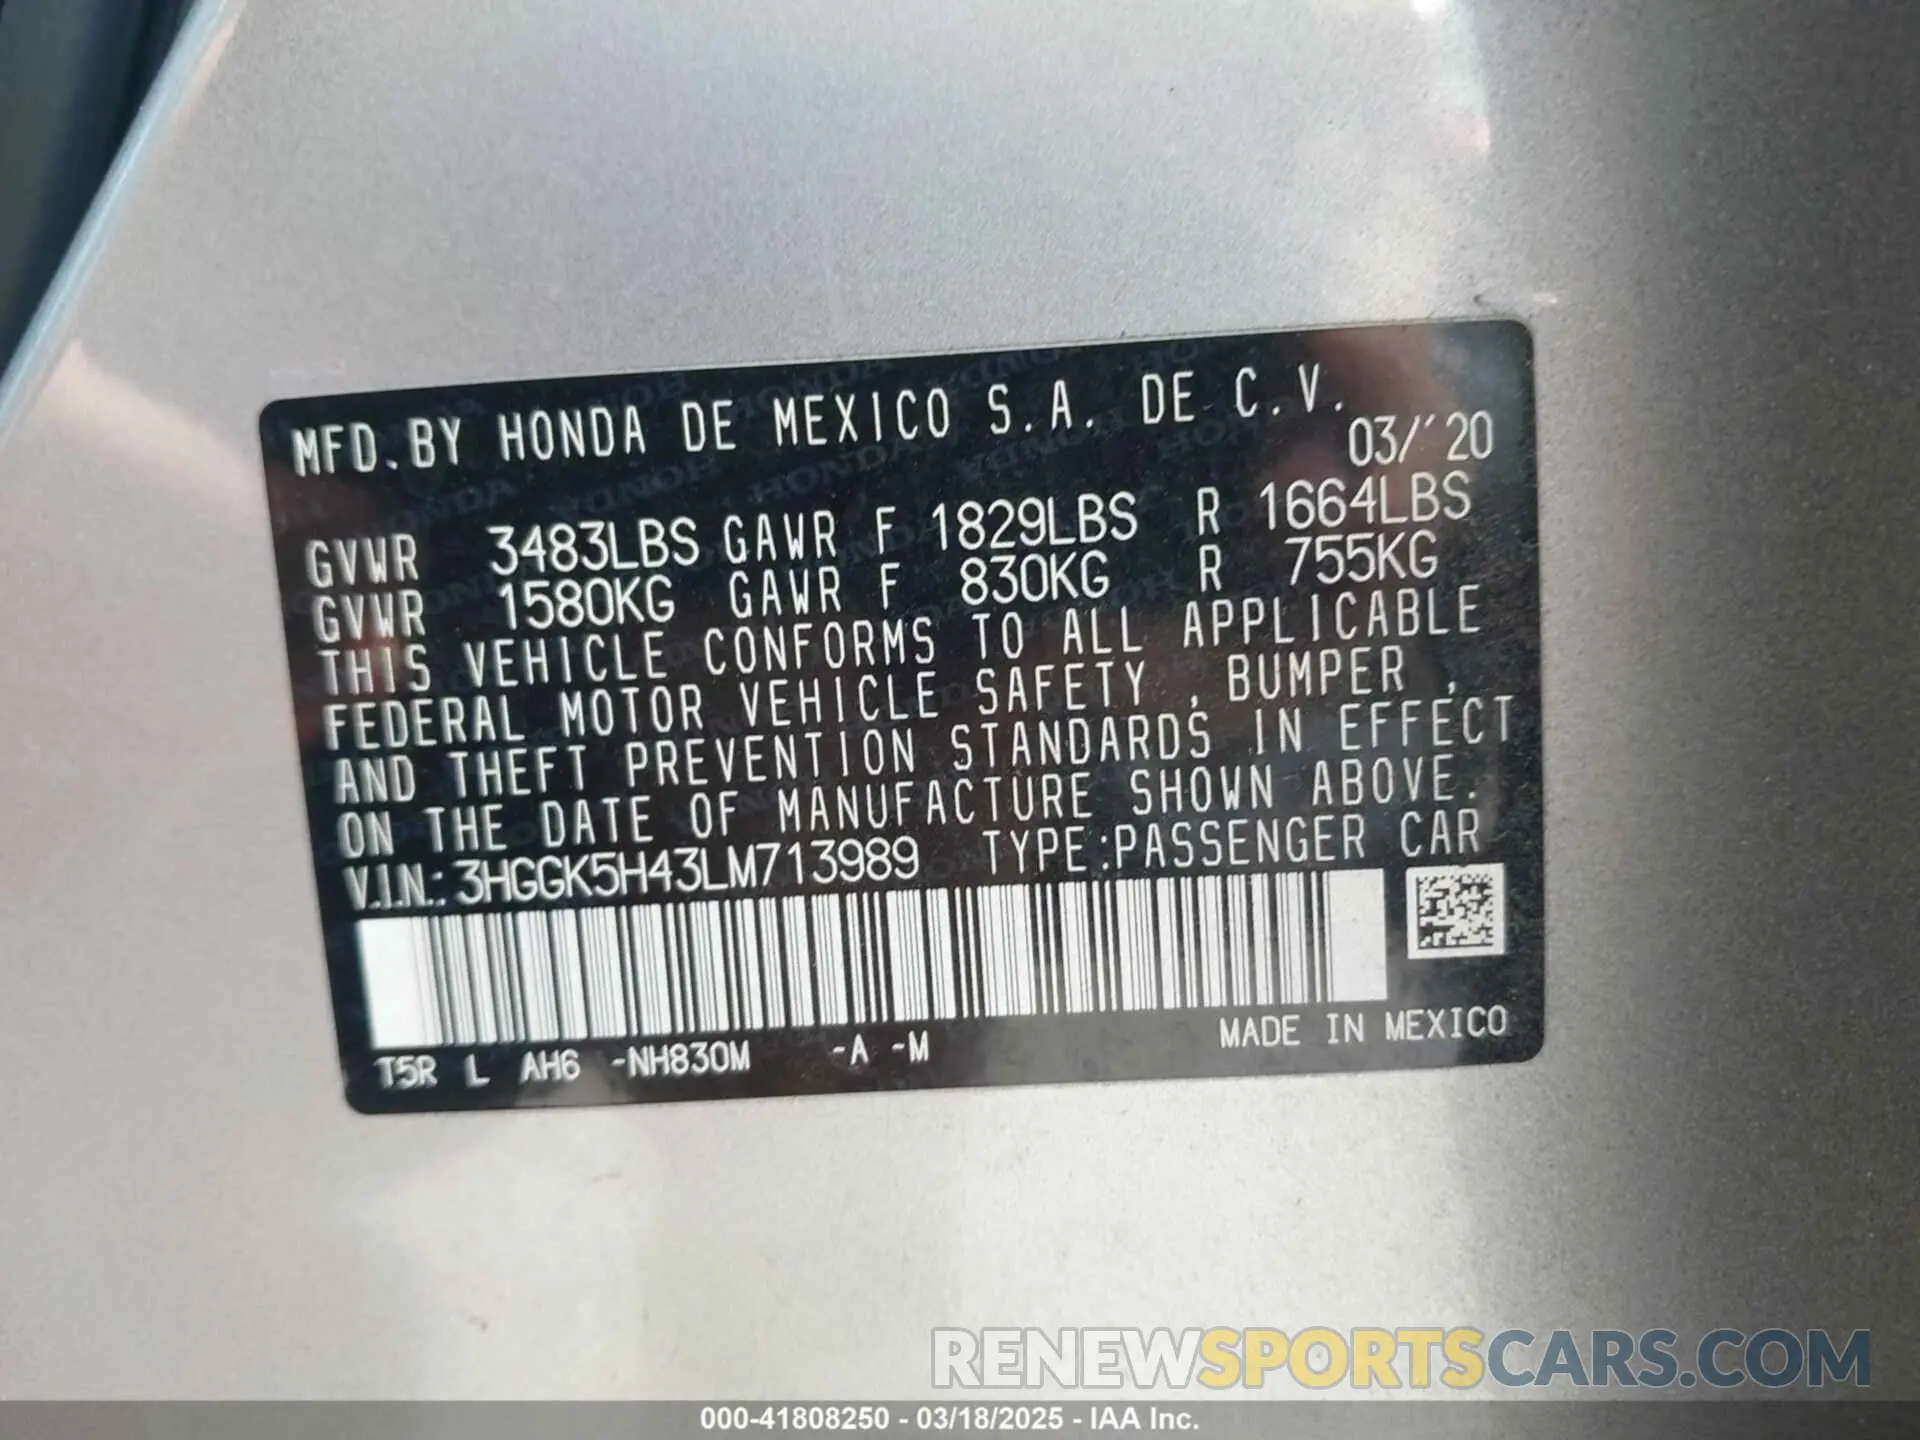 MFD.BY HONDA DE MEXICO S.A. DE C.V.
03/´20
GVWR 3483LBS GAWR F 1829LBS R 1664LBS
GVWR 1580KG GAWR F 830KG R 755KG
THIS VEHICLE CONFORMS TO ALL APPLICABLE
FEDERAL MOTOR VEHICLE SAFETY , BUMPER ,
AND THEFT PREVENTION STANDARDS IN EFFECT
ON THE DATE OF MANUFACTURE SHOWN ABOVE.
V.I.N.: 3HGGK5H43LM713989 TYPE:PASSENGER CAR
T5R L AH6 -NH830M -A -M MADE IN MEXICO
RENEWSPORTSCARS.COM
000-41808250 - 03/18/2025 - IAA Inc.